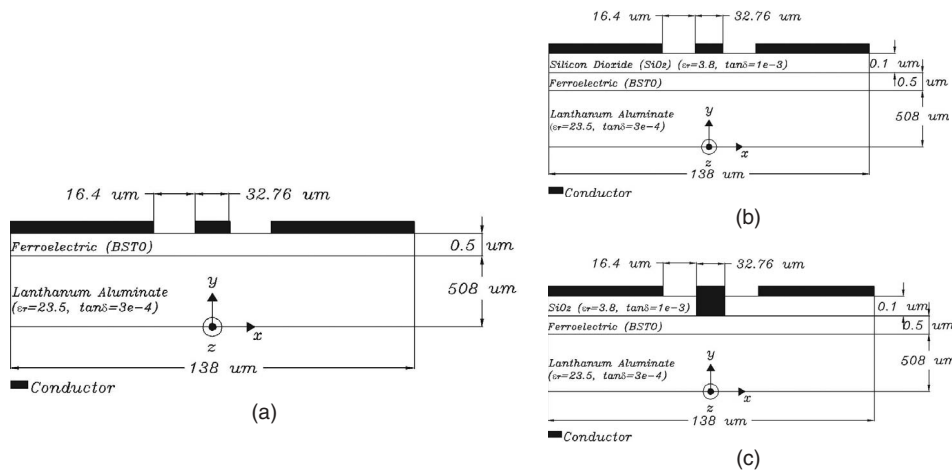 16.4 um
32.76 um
Ferroelectric (BSTO)
0.5 um
Lanthanum Aluminate
(εr=23.5, tanδ=3e-4)
508 um
y
x
z
138 um
Conductor
(a)
16.4 um
32.76 um
Silicon Dioxide (SiO₂) (εr=3.8, tanδ=1e-3)
0.1 um
Ferroelectric (BSTO)
0.5 um
Lanthanum Aluminate
(εr=23.5, tanδ=3e-4)
508 um
y
x
z
138 um
Conductor
(b)
16.4 um
32.76 um
SiO₂ (εr=3.8, tanδ=1e-3)
0.1 um
Ferroelectric (BSTO)
0.5 um
Lanthanum Aluminate
(εr=23.5, tanδ=3e-4)
508 um
y
x
z
138 um
Conductor
(c)